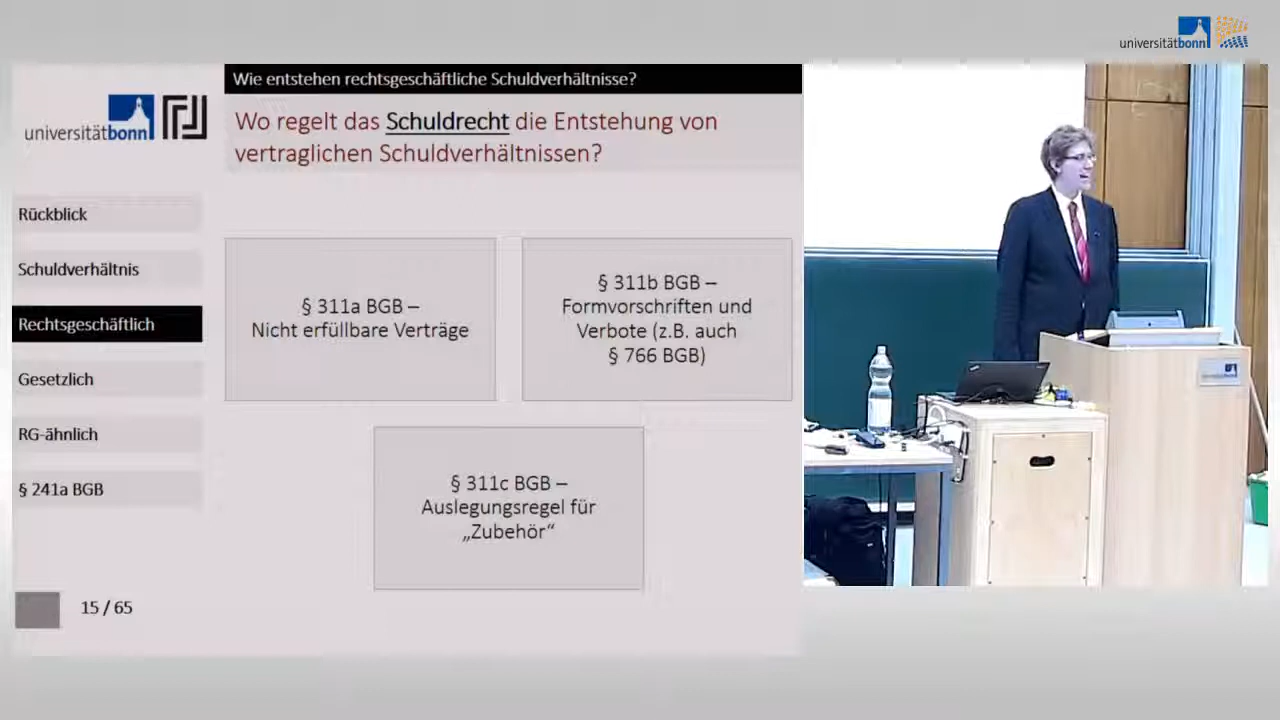 universitätbonn
Wie entstehen rechtsgeschäftliche Schuldverhältnisse?
universitätbonn
Wo regelt das Schuldrecht die Entstehung von
vertraglichen Schuldverhältnissen?
Rückblick
Schuldverhältnis
Rechtsgeschäftlich
Gesetzlich
RG-ähnlich
§ 241a BGB
§ 311a BGB –
Nicht erfüllbare Verträge
§ 311b BGB –
Formvorschriften und
Verbote (z.B. auch
§ 766 BGB)
§ 311c BGB –
Auslegungsregel für
„Zubehör“
15 / 65